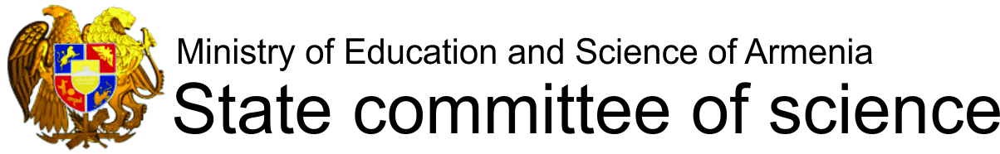 Ministry of Education and Science of Armenia
State committee of science